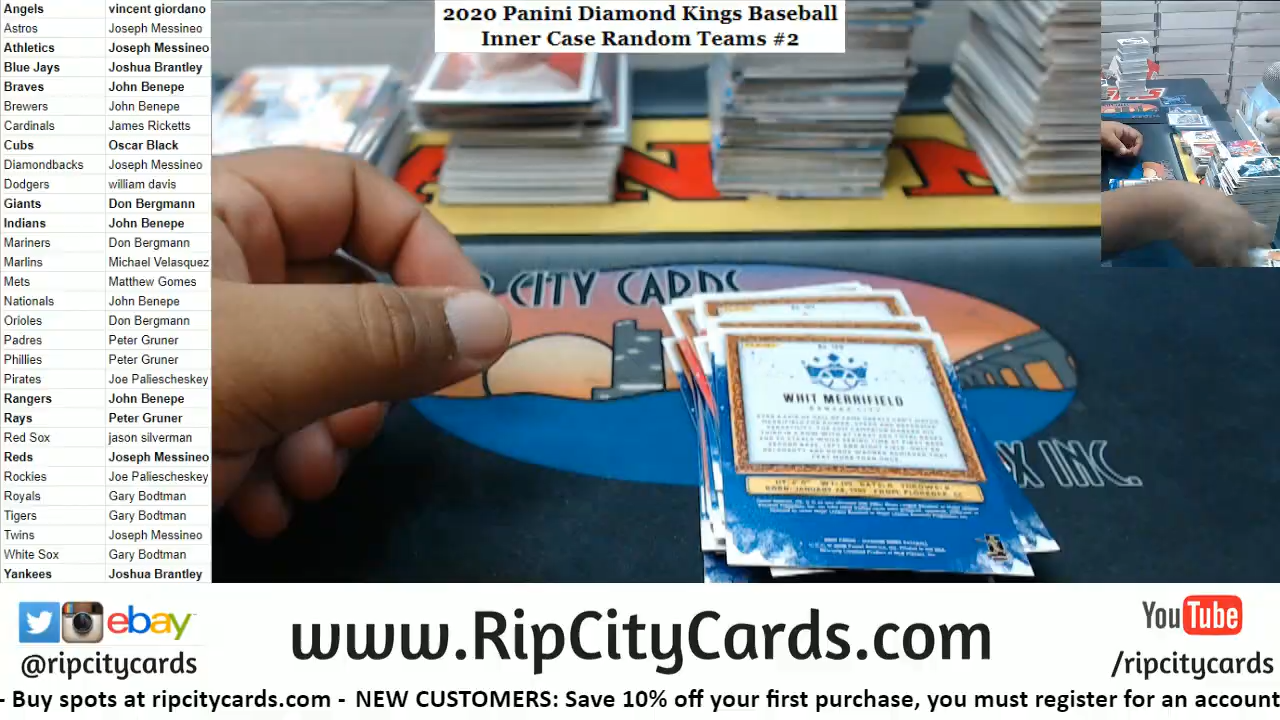 2020 Panini Diamond Kings Baseball
Inner Case Random Teams #2
Angels vincent giordano
Astros Joseph Messineo
Athletics Joseph Messineo
Blue Jays Joshua Brantley
Braves John Benepe
Brewers John Benepe
Cardinals James Ricketts
Cubs Oscar Black
Diamondbacks Joseph Messineo
Dodgers william davis
Giants Don Bergmann
Indians John Benepe
Mariners Don Bergmann
Marlins Michael Velasquez
Mets Matthew Gomes
Nationals John Benepe
Orioles Don Bergmann
Padres Peter Gruner
Phillies Peter Gruner
Pirates Joe Paliescheskey
Rangers John Benepe
Rays Peter Gruner
Red Sox jason silverman
Reds Joseph Messineo
Rockies Joe Paliescheskey
Royals Gary Bodtman
Tigers Gary Bodtman
Twins Joseph Messineo
White Sox Gary Bodtman
Yankees Joshua Brantley
CITY CARDS
INC.
WHIT MERRIFIELD
KANSAS CITY
ebay
@ripcitycards
www.RipCityCards.com
YouTube
/ripcitycards
- Buy spots at ripcitycards.com - NEW CUSTOMERS: Save 10% off your first purchase, you must register for an account